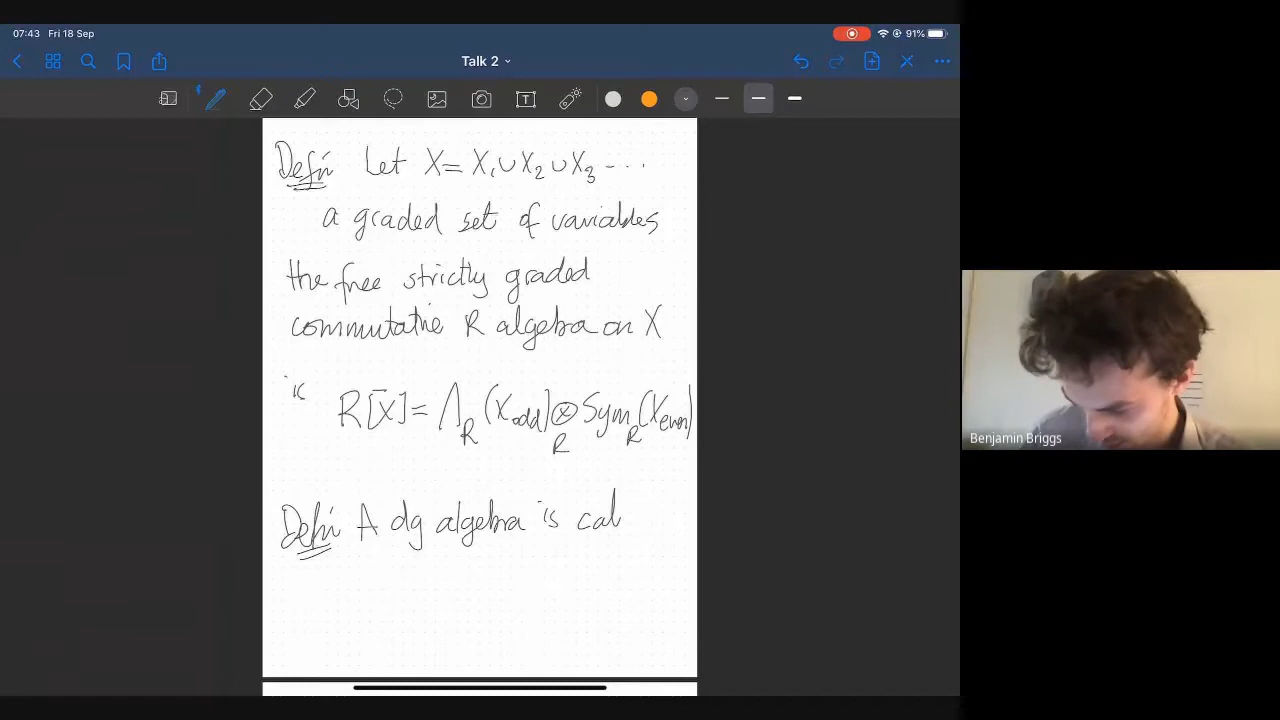 07:43 Fri 18 Sep
91%
Talk 2
Defn Let X = X₁ ∪ X₂ ∪ X₃ ...
a graded set of variables
the free strictly graded
commutative R algebra on X
is R[X] = Λ_R (X_odd) ⊗_R Sym_R (X_even)
Defn A dg algebra is cal
Benjamin Briggs